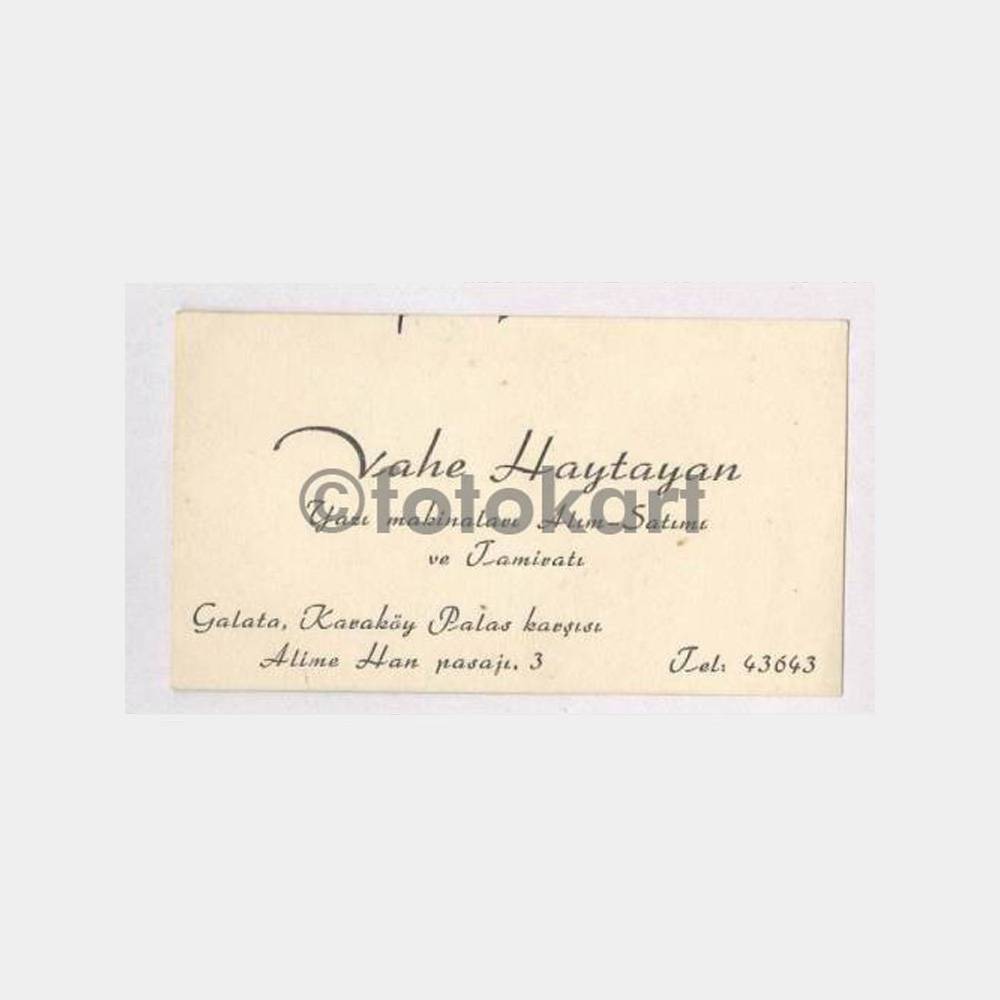 Vahe Haytayan
©fotokart
Yazı makinaları Alım-Satımı
ve Tamiratı
Galata, Karaköy Palas karşısı
Alime Han pasajı. 3
Tel: 43643